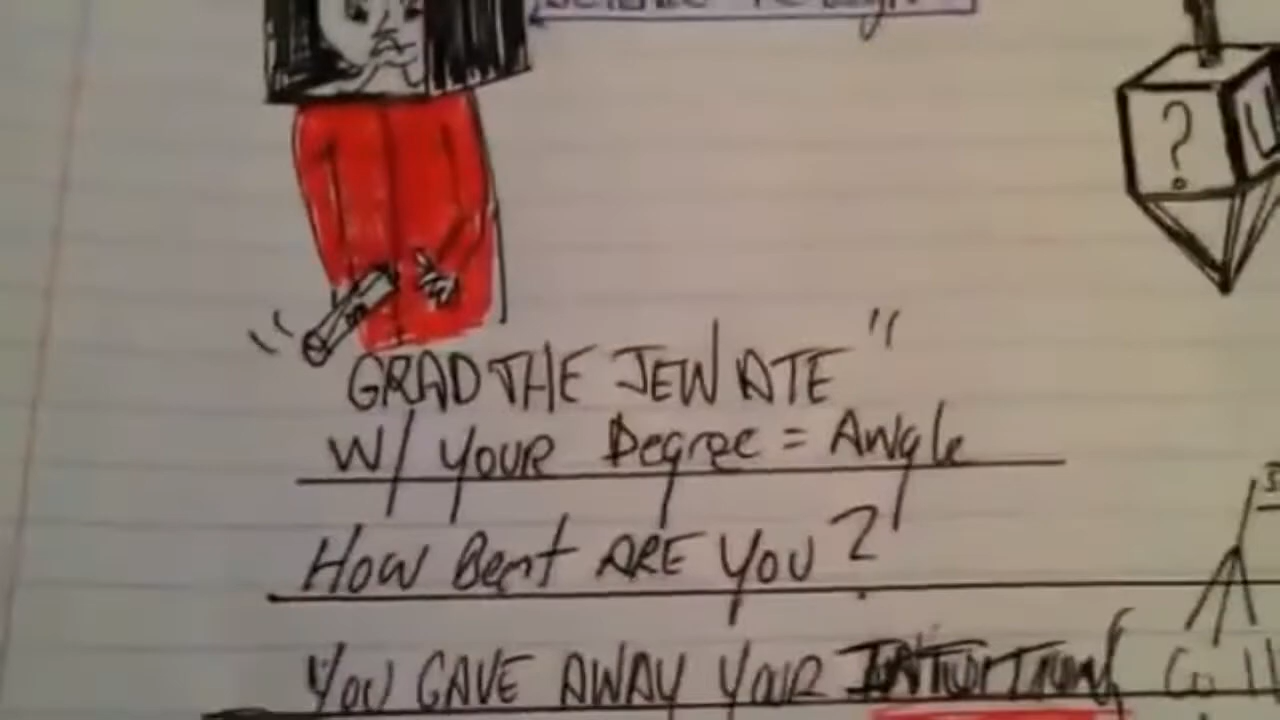 ?
"GRAD THE JEW ATE"
W/ YOUR Degree = Angle
How Bent ARE YOU?
YOU GAVE AWAY YOUR